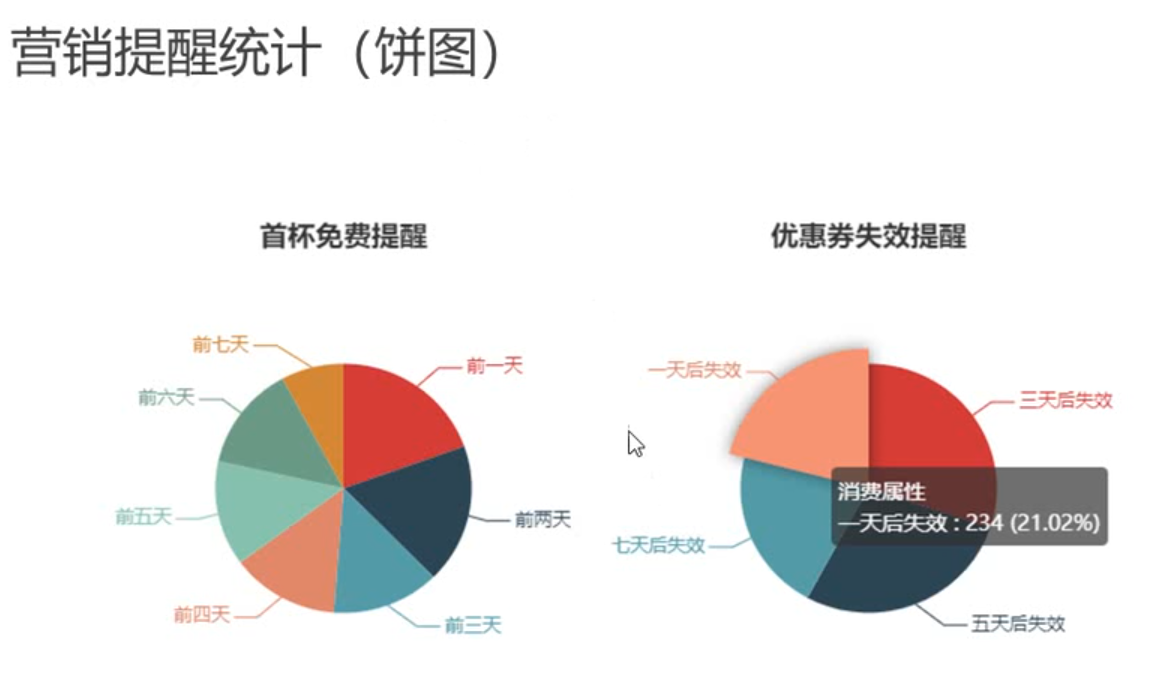 营销提醒统计（饼图）
首杯免费提醒
优惠券失效提醒
前七天
前一天
前六天
前五天
前两天
前四天
前三天
一天后失效
三天后失效
消费属性
一天后失效 : 234 (21.02%)
七天后失效
五天后失效